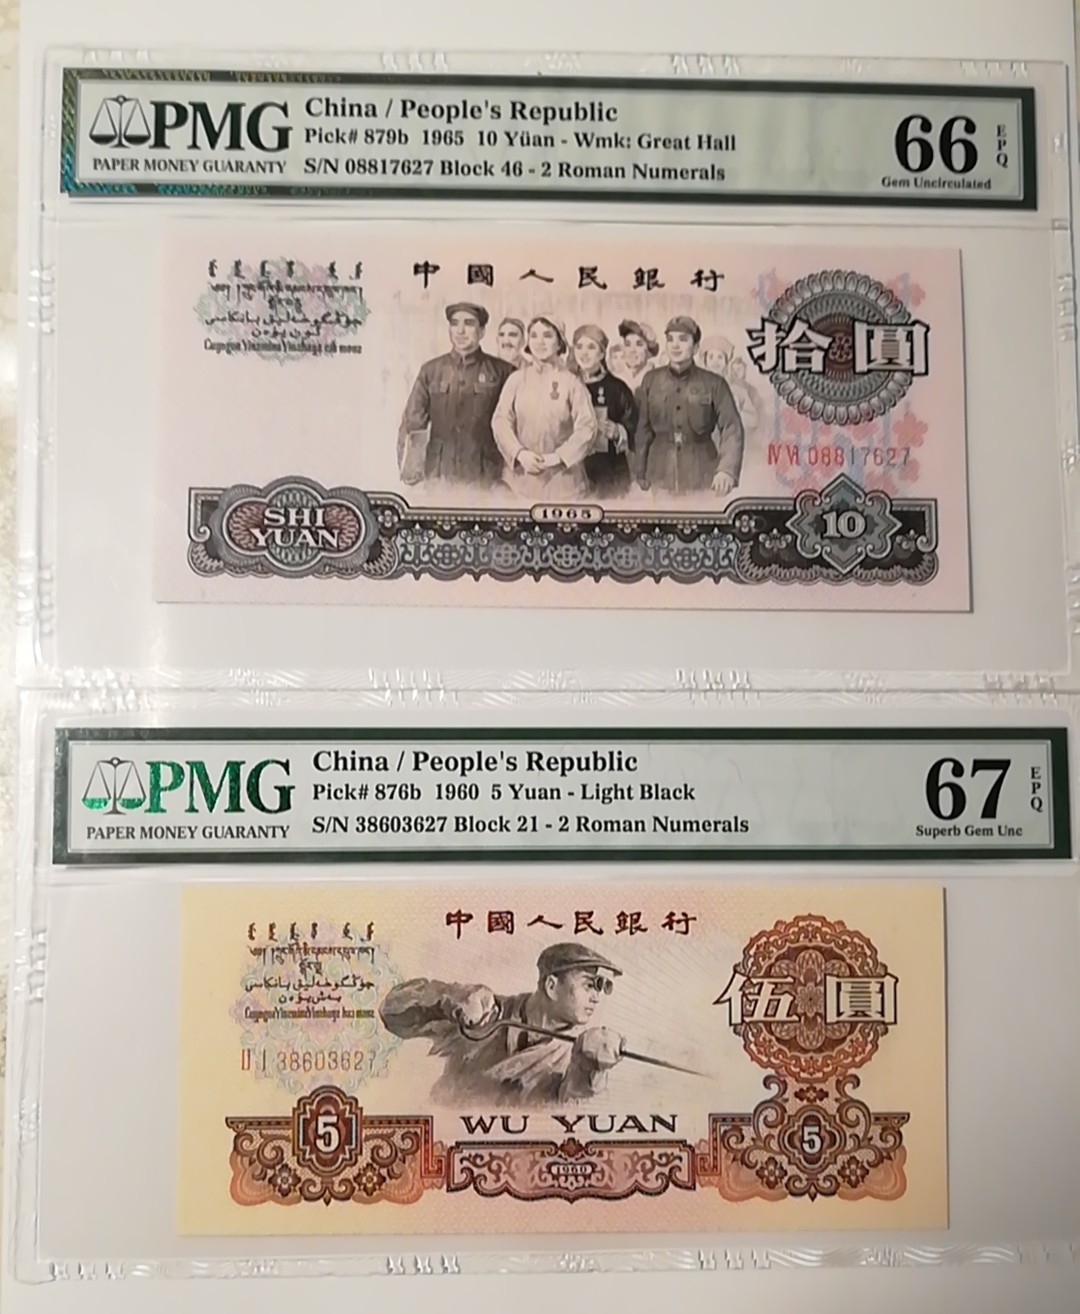 PMG
PAPER MONEY GUARANTY
China / People's Republic
Pick# 879b 1965 10 Yüan - Wmk: Great Hall
S/N 08817627 Block 46 - 2 Roman Numerals
66 EPQ
Gem Uncirculated
中國人民銀行
拾圓
IV VI 08817627
SHI
YUAN
1965
10
PMG
PAPER MONEY GUARANTY
China / People's Republic
Pick# 876b 1960 5 Yuan - Light Black
S/N 38603627 Block 21 - 2 Roman Numerals
67 EPQ
Superb Gem Unc
中國人民銀行
伍圓
II I 38603627
WU YUAN
5
5
1960